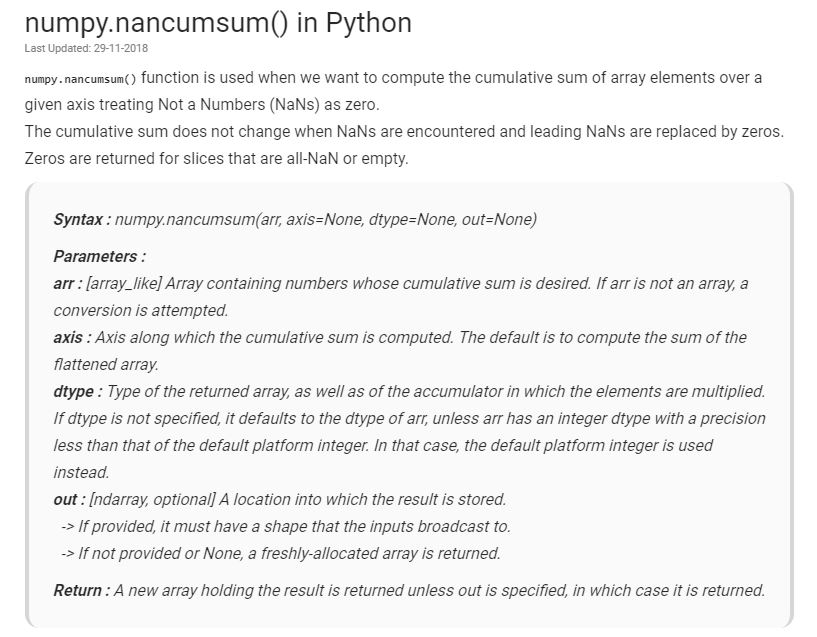 numpy.nancumsum() in Python
Last Updated: 29-11-2018
numpy.nancumsum() function is used when we want to compute the cumulative sum of array elements over a
given axis treating Not a Numbers (NaNs) as zero.
The cumulative sum does not change when NaNs are encountered and leading NaNs are replaced by zeros.
Zeros are returned for slices that are all-NaN or empty.
Syntax : numpy.nancumsum(arr, axis=None, dtype=None, out=None)
Parameters :
arr : [array_like] Array containing numbers whose cumulative sum is desired. If arr is not an array, a
conversion is attempted.
axis : Axis along which the cumulative sum is computed. The default is to compute the sum of the
flattened array.
dtype : Type of the returned array, as well as of the accumulator in which the elements are multiplied.
If dtype is not specified, it defaults to the dtype of arr, unless arr has an integer dtype with a precision
less than that of the default platform integer. In that case, the default platform integer is used
instead.
out : [ndarray, optional] A location into which the result is stored.
-> If provided, it must have a shape that the inputs broadcast to.
-> If not provided or None, a freshly-allocated array is returned.
Return : A new array holding the result is returned unless out is specified, in which case it is returned.